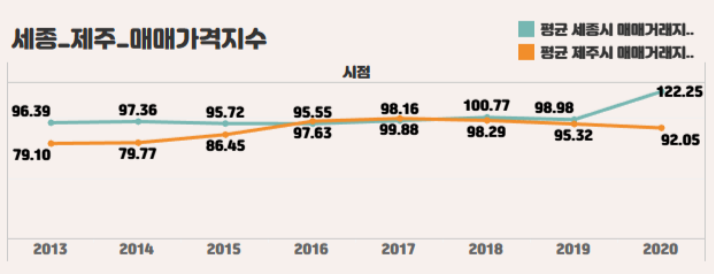 세종_제주_매매가격지수
평균 세종시 매매거래지..
평균 제주시 매매거래지..
시점
96.39 97.36 95.72 95.55 98.16 100.77 98.98 122.25
79.10 79.77 86.45 97.63 99.88 98.29 95.32 92.05
2013 2014 2015 2016 2017 2018 2019 2020